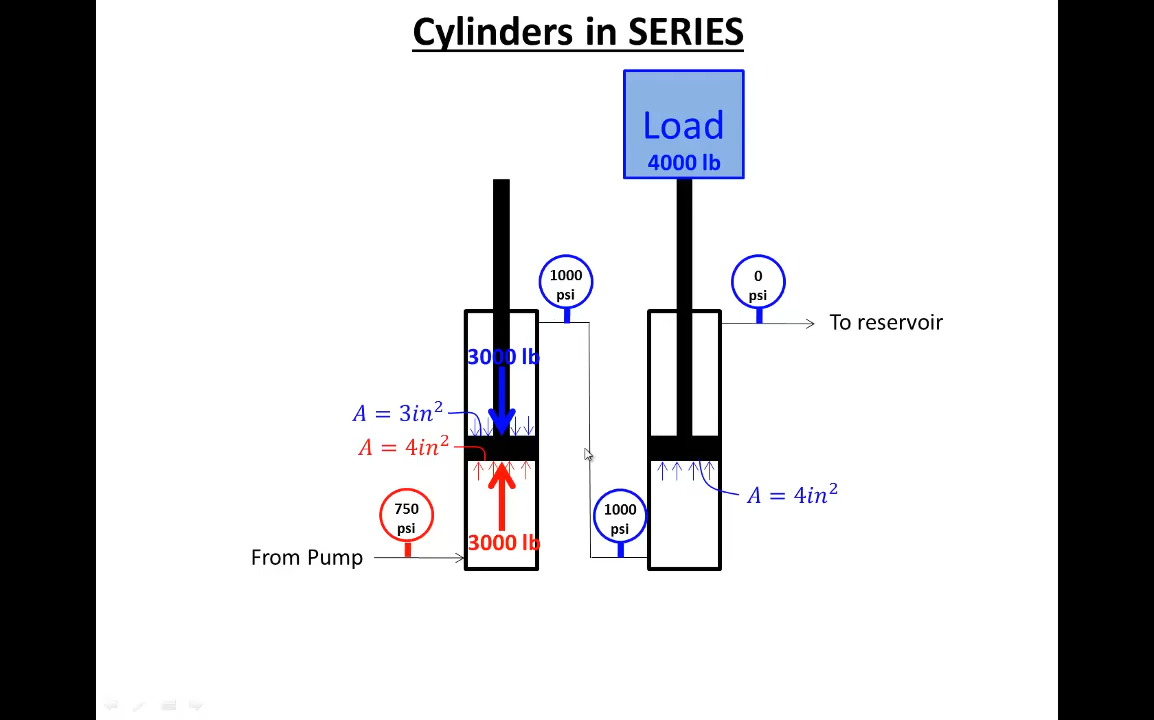 Cylinders in SERIES
Load
4000 lb
1000
psi
0
psi
To reservoir
3000 lb
A = 3in²
A = 4in²
750
psi
1000
psi
A = 4in²
3000 lb
From Pump